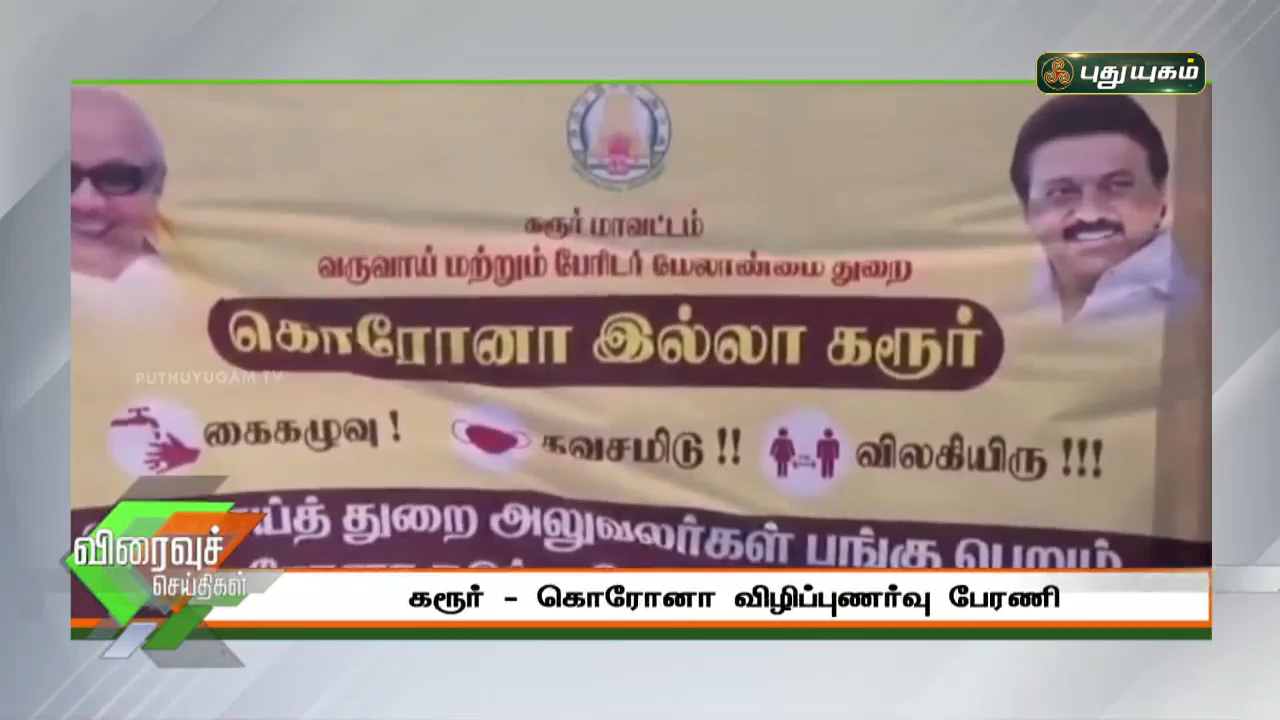 புதுயுகம்
கரூர் மாவட்டம்
வருவாய் மற்றும் பேரிடர் மேலாண்மை துறை
கொரோனா இல்லா கரூர்
PUTHUYUGAM TV
கைகழுவு ! கவசமிடு !! விலகியிரு !!!
துறை அலுவலர்கள் பங்கு பெறும்
விரைவுச்
செய்திகள்
கரூர் - கொரோனா விழிப்புணர்வு பேரணி